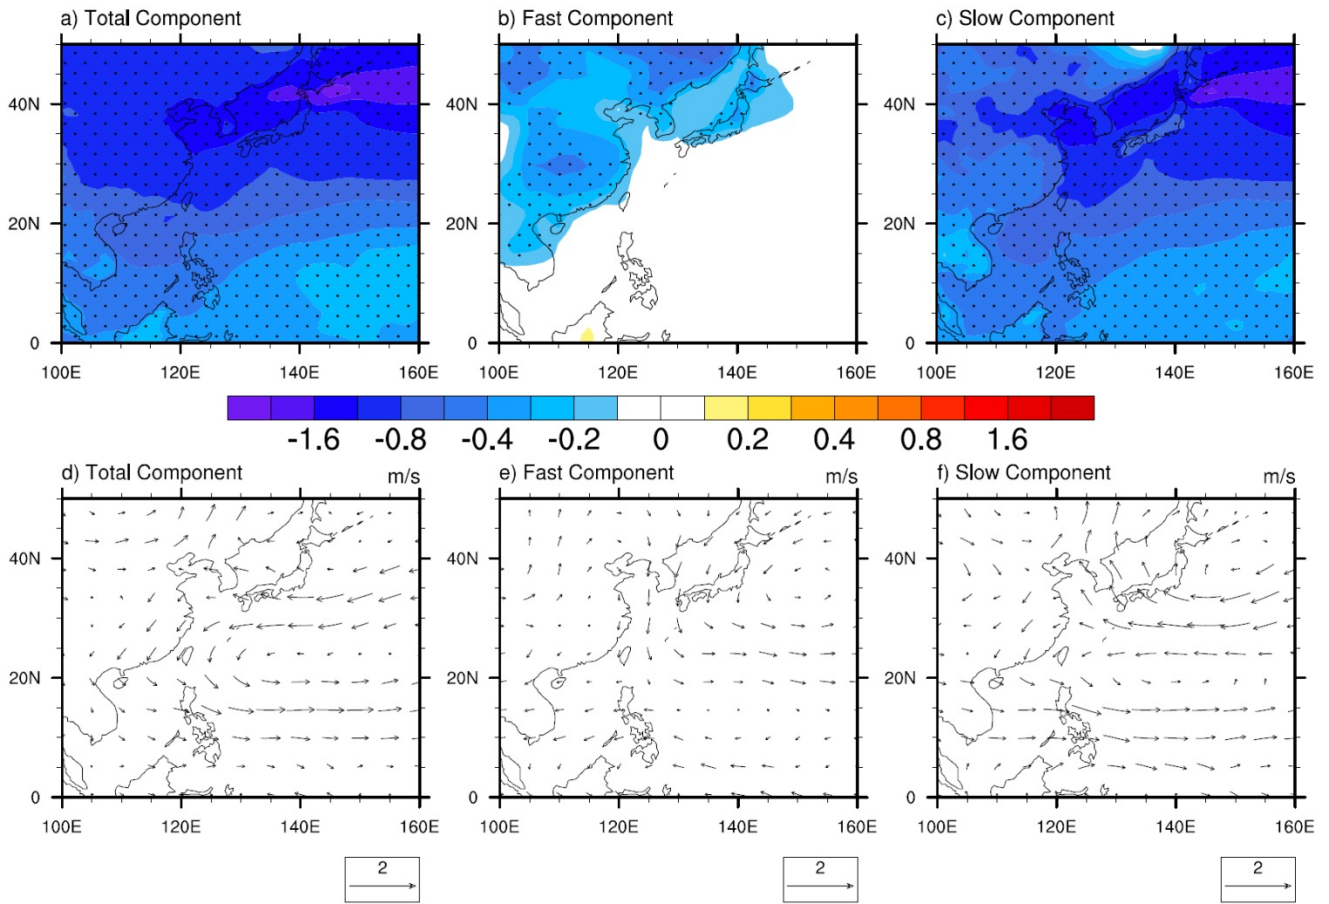 a) Total Component
b) Fast Component
c) Slow Component
40N
40N
40N
20N
20N
20N
0
0
0
100E 120E 140E 160E
100E 120E 140E 160E
100E 120E 140E 160E
-1.6 -0.8 -0.4 -0.2 0 0.2 0.4 0.8 1.6
d) Total Component m/s
e) Fast Component m/s
f) Slow Component m/s
40N
40N
40N
20N
20N
20N
0
0
0
100E 120E 140E 160E
100E 120E 140E 160E
100E 120E 140E 160E
2
2
2